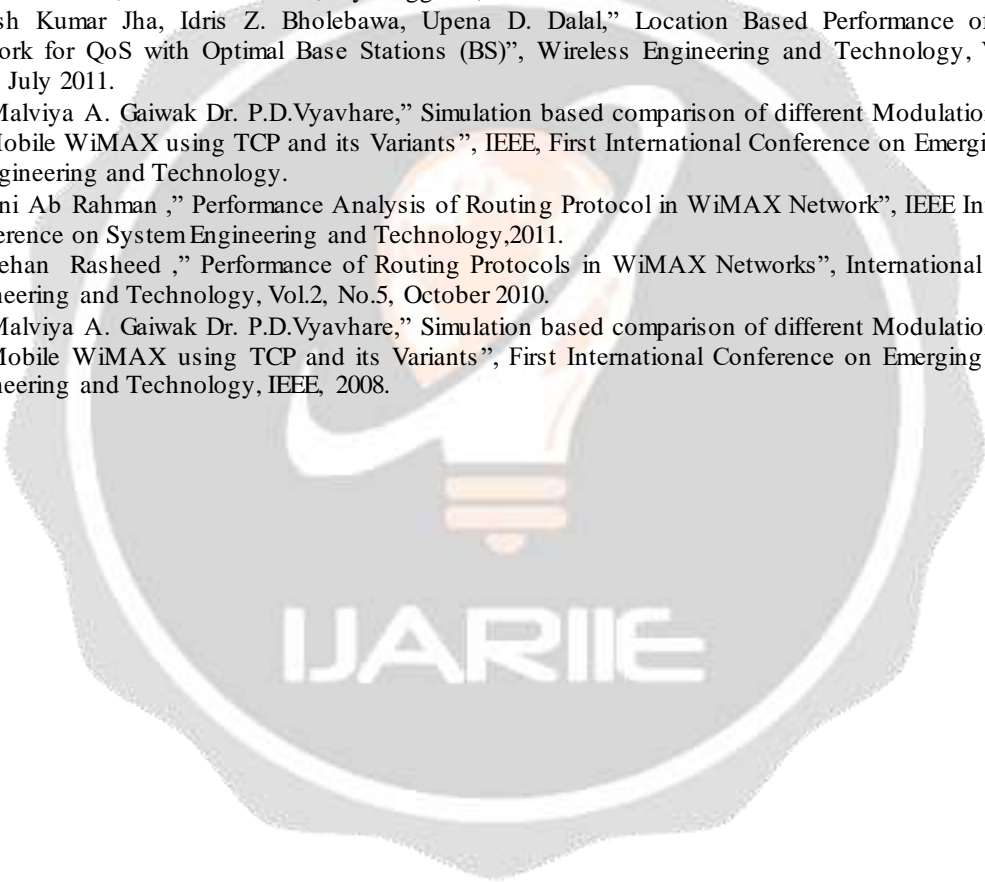 sh Kumar Jha, Idris Z. Bholebawa, Upena D. Dalal,” Location Based Performance of
ork for QoS with Optimal Base Stations (BS)”, Wireless Engineering and Technology,
July 2011.
Malviya A. Gaiwak Dr. P.D.Vyavhare,” Simulation based comparison of different Modulation
Mobile WiMAX using TCP and its Variants”, IEEE, First International Conference on Emergi
gineering and Technology.
ni Ab Rahman ,” Performance Analysis of Routing Protocol in WiMAX Network”, IEEE In
erence on System Engineering and Technology,2011.
ehan Rasheed ,” Performance of Routing Protocols in WiMAX Networks”, International
neering and Technology, Vol.2, No.5, October 2010.
Malviya A. Gaiwak Dr. P.D.Vyavhare,” Simulation based comparison of different Modulation
Mobile WiMAX using TCP and its Variants”, First International Conference on Emerging
neering and Technology, IEEE, 2008.
IJARIIE